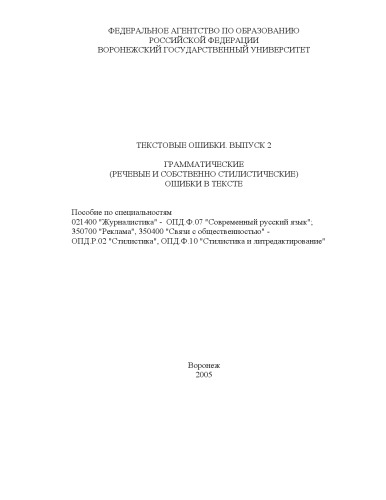 ФЕДЕРАЛЬНОЕ АГЕНТСТВО ПО ОБРАЗОВАНИЮ
РОССИЙСКОЙ ФЕДЕРАЦИИ
ВОРОНЕЖСКИЙ ГОСУДАРСТВЕННЫЙ УНИВЕРСИТЕТ
ТЕКСТОВЫЕ ОШИБКИ. ВЫПУСК 2
ГРАММАТИЧЕСКИЕ
(РЕЧЕВЫЕ И СОБСТВЕННО СТИЛИСТИЧЕСКИЕ)
ОШИБКИ В ТЕКСТЕ
Пособие по специальностям
021400 "Журналистика" - ОПД.Ф.07 "Современный русский язык";
350700 "Реклама", 350400 "Связи с общественностью" -
ОПД.Р.02 "Стилистика", ОПД.Ф.10 "Стилистика и литредактирование"
Воронеж
2005